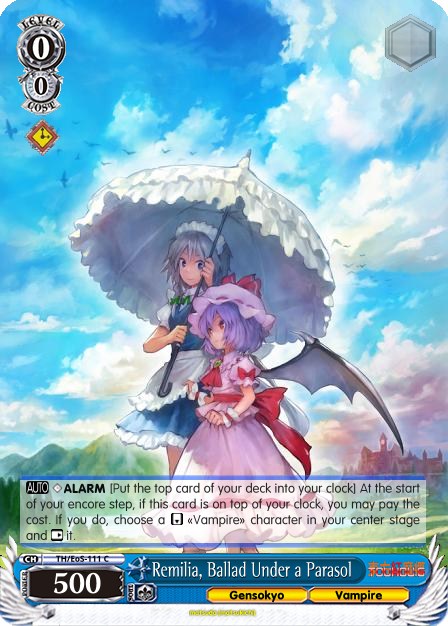 LEVEL
0
0
COST
AUTO ALARM [Put the top card of your deck into your clock] At the start
of your encore step, if this card is on top of your clock, you may pay the
cost. If you do, choose a «Vampire» character in your center stage
and it.
CH TH/EoS-111 C
POWER 500 SOUL Remilia, Ballad Under a Parasol
Gensokyo Vampire